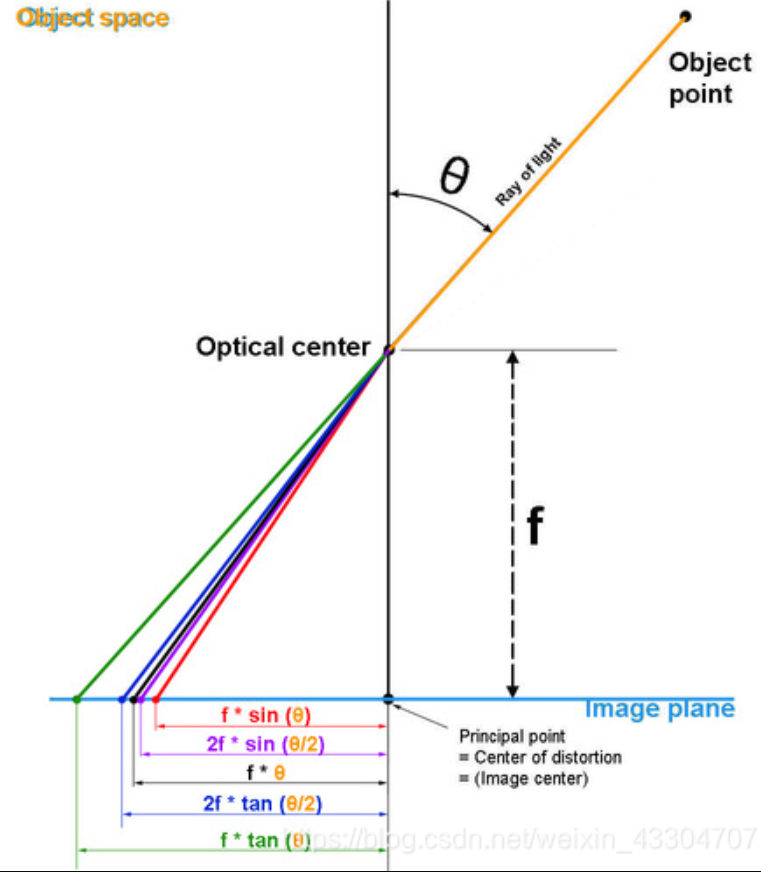 Object space
Object
point
Ray of light
θ
Optical center
f
Image plane
f * sin (θ)
2f * sin (θ/2)
f * θ
2f * tan (θ/2)
f * tan (θ)
Principal point
= Center of distortion
= (Image center)
https://blog.csdn.net/weixin_43304707